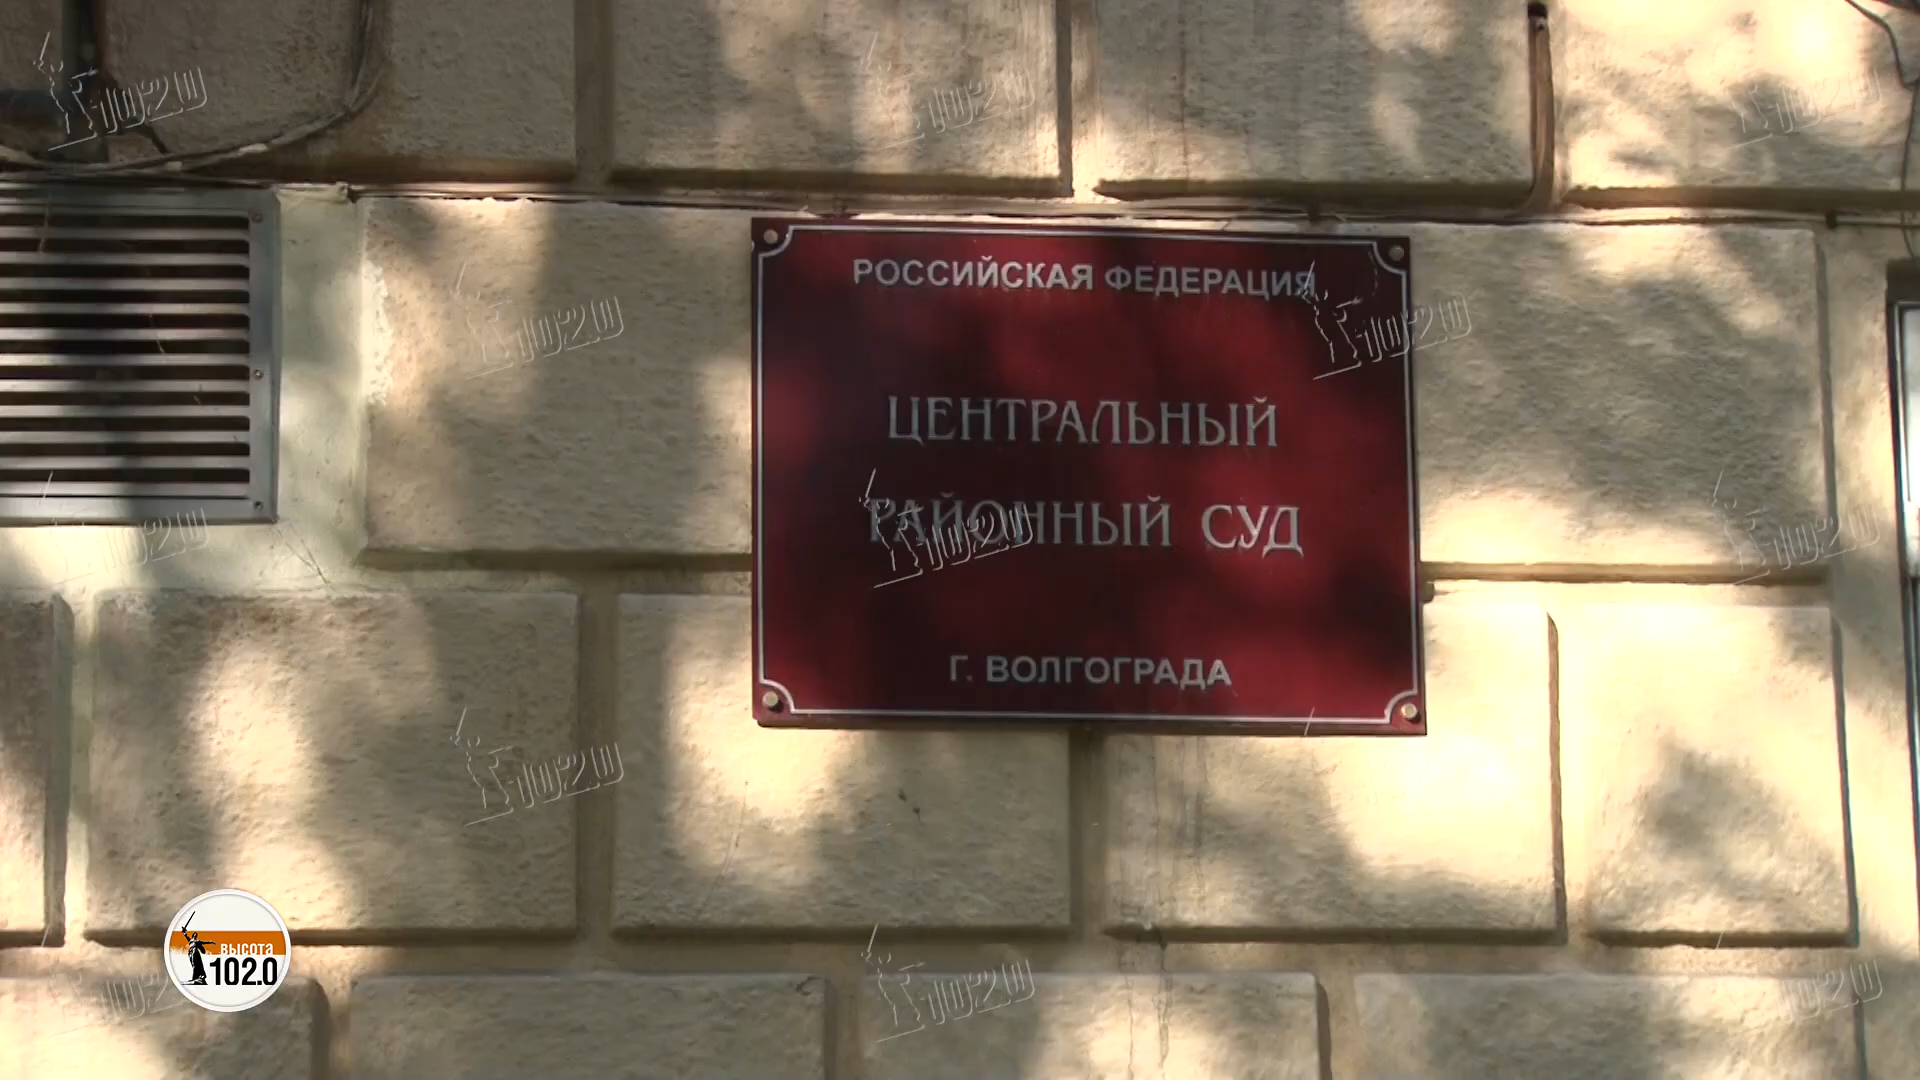 РОССИЙСКАЯ ФЕДЕРАЦИЯ
ЦЕНТРАЛЬНЫЙ
РАЙОННЫЙ СУД
Г. ВОЛГОГРАДА
ВЫСОТА
102.0